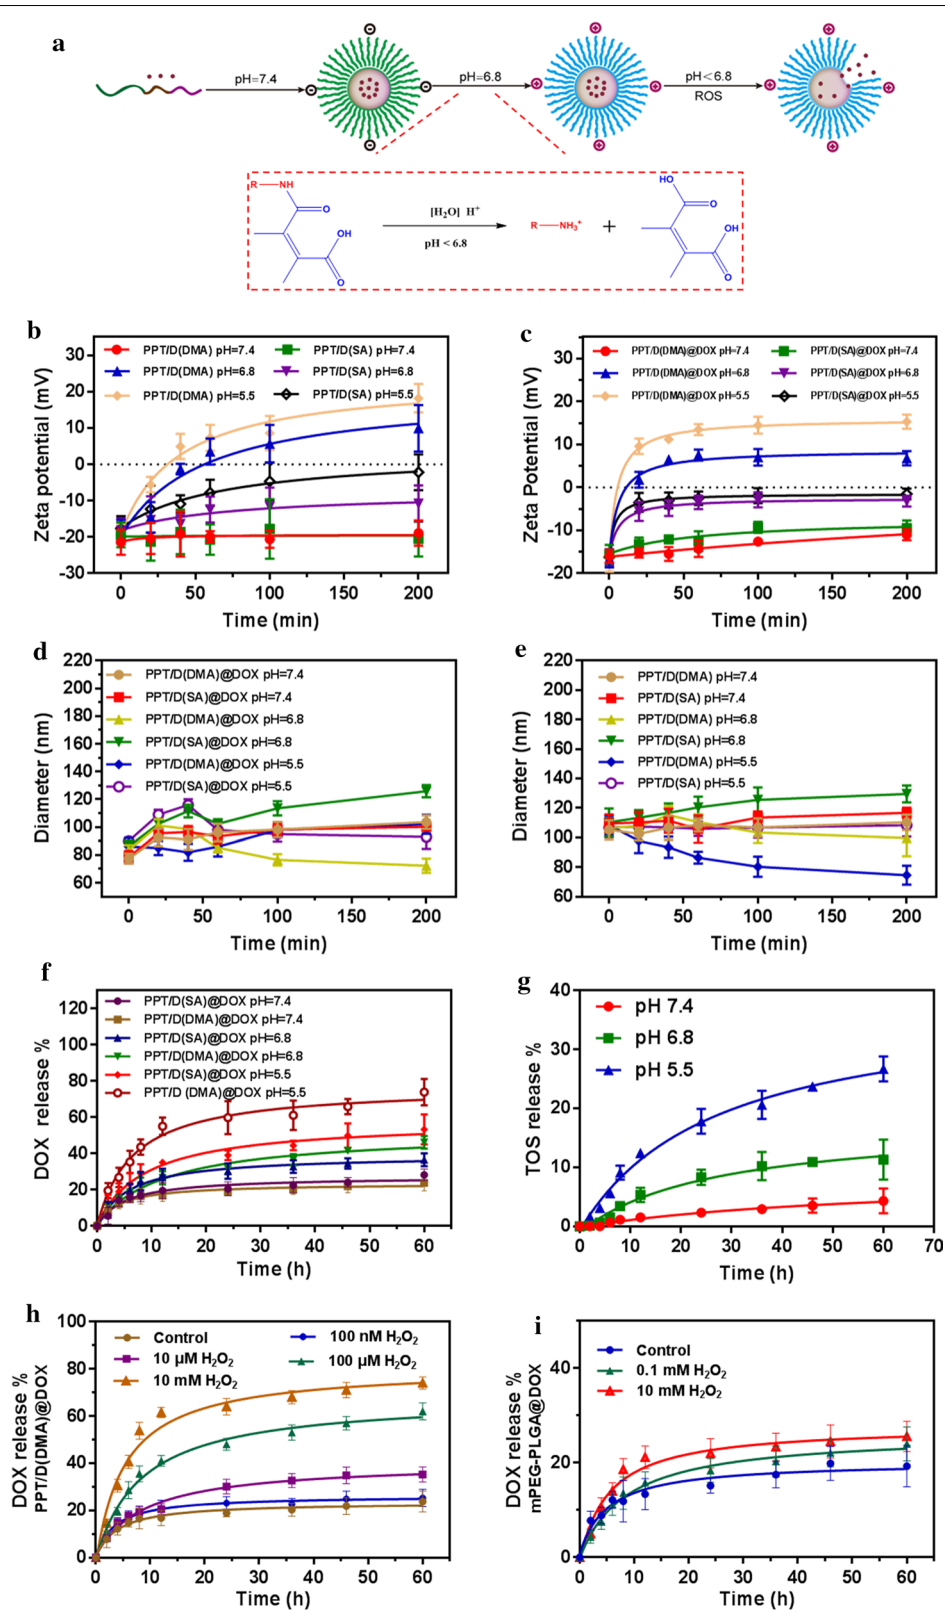 a
pH=7.4
pH=6.8
pH<6.8
ROS
R—NH
O
OH
O
[H₂O] H⁺
pH < 6.8
R—NH₃⁺
+
HO
O
OH
O
b
PPT/D(DMA) pH=7.4
PPT/D(SA) pH=7.4
PPT/D(DMA) pH=6.8
PPT/D(SA) pH=6.8
PPT/D(DMA) pH=5.5
PPT/D(SA) pH=5.5
Zeta potential (mV)
30
20
10
0
-10
-20
-30
0 50 100 150 200
Time (min)
c
PPT/D(DMA)@DOX pH=7.4
PPT/D(SA)@DOX pH=7.4
PPT/D(DMA)@DOX pH=6.8
PPT/D(SA)@DOX pH=6.8
PPT/D(DMA)@DOX pH=5.5
PPT/D(SA)@DOX pH=5.5
Zeta Potential (mV)
30
20
10
0
-10
-20
0 50 100 150 200
Time (min)
d
PPT/D(DMA)@DOX pH=7.4
PPT/D(SA)@DOX pH=7.4
PPT/D(DMA)@DOX pH=6.8
PPT/D(SA)@DOX pH=6.8
PPT/D(DMA)@DOX pH=5.5
PPT/D(SA)@DOX pH=5.5
Diameter (nm)
220
200
180
160
140
120
100
80
60
0 50 100 150 200
Time (min)
e
PPT/D(DMA) pH=7.4
PPT/D(SA) pH=7.4
PPT/D(DMA) pH=6.8
PPT/D(SA) pH=6.8
PPT/D(DMA) pH=5.5
PPT/D(SA) pH=5.5
Diameter (nm)
220
200
180
160
140
120
100
80
60
0 50 100 150 200
Time (min)
f
PPT/D(SA)@DOX pH=7.4
PPT/D(DMA)@DOX pH=7.4
PPT/D(SA)@DOX pH=6.8
PPT/D(DMA)@DOX pH=6.8
PPT/D(SA)@DOX pH=5.5
PPT/D (DMA)@DOX pH=5.5
DOX release %
120
100
80
60
40
20
0
0 10 20 30 40 50 60
Time (h)
g
pH 7.4
pH 6.8
pH 5.5
TOS release %
40
30
20
10
0
0 10 20 30 40 50 60 70
Time (h)
h
Control
100 nM H₂O₂
10 µM H₂O₂
100 µM H₂O₂
10 mM H₂O₂
DOX release %
PPT/D(DMA)@DOX
100
80
60
40
20
0
0 10 20 30 40 50 60
Time (h)
i
Control
0.1 mM H₂O₂
10 mM H₂O₂
DOX release %
mPEG-PLGA@DOX
40
20
0
0 10 20 30 40 50 60
Time (h)